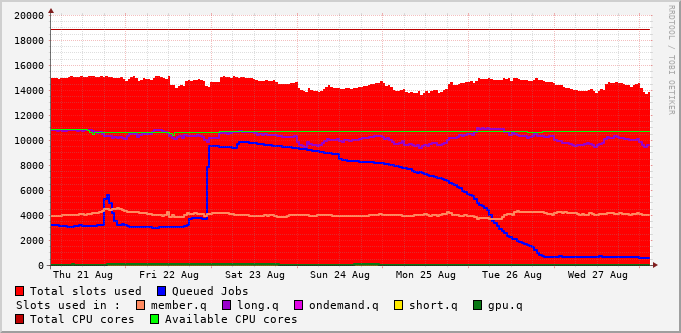 RRDTOOL / TOBI OETIKER
20000
18000
16000
14000
12000
10000
8000
6000
4000
2000
0
Thu 21 Aug Fri 22 Aug Sat 23 Aug Sun 24 Aug Mon 25 Aug Tue 26 Aug Wed 27 Aug
Total slots used Queued Jobs
Slots used in : member.q long.q ondemand.q short.q gpu.q
Total CPU cores Available CPU cores